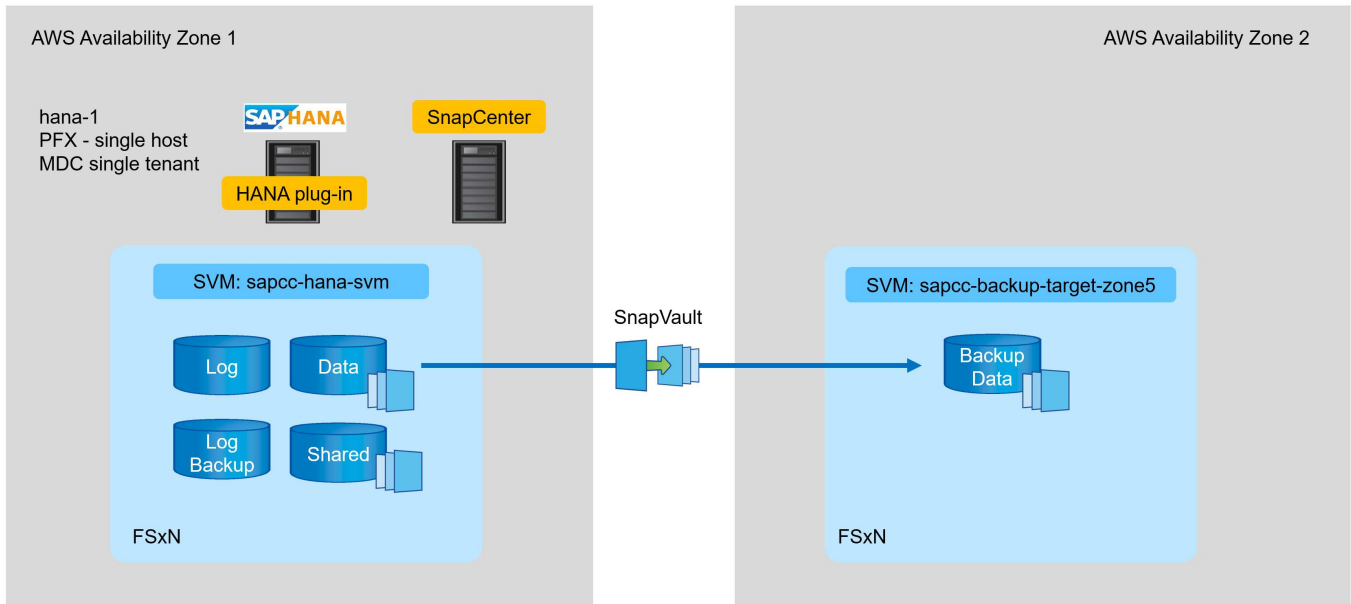 AWS Availability Zone 1
AWS Availability Zone 2
hana-1
PFX - single host
MDC single tenant
SAP HANA
SnapCenter
HANA plug-in
SVM: sapcc-hana-svm
SVM: sapcc-backup-target-zone5
SnapVault
Log
Data
Backup
Data
Log
Backup
Shared
FSxN
FSxN